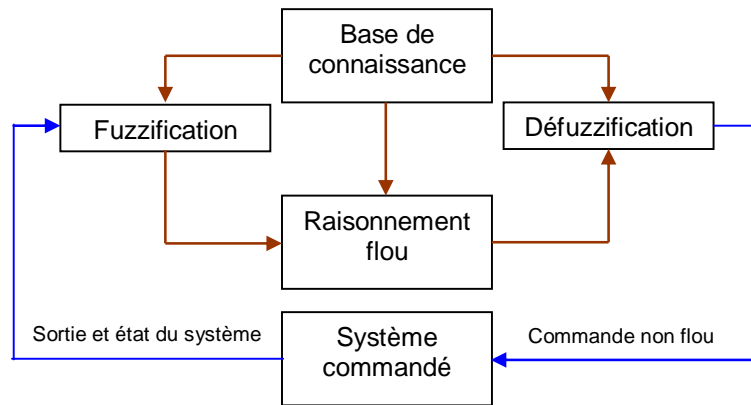 Base de
connaissance
Fuzzification
Défuzzification
Raisonnement
flou
Sortie et état du système
Système
commandé
Commande non flou